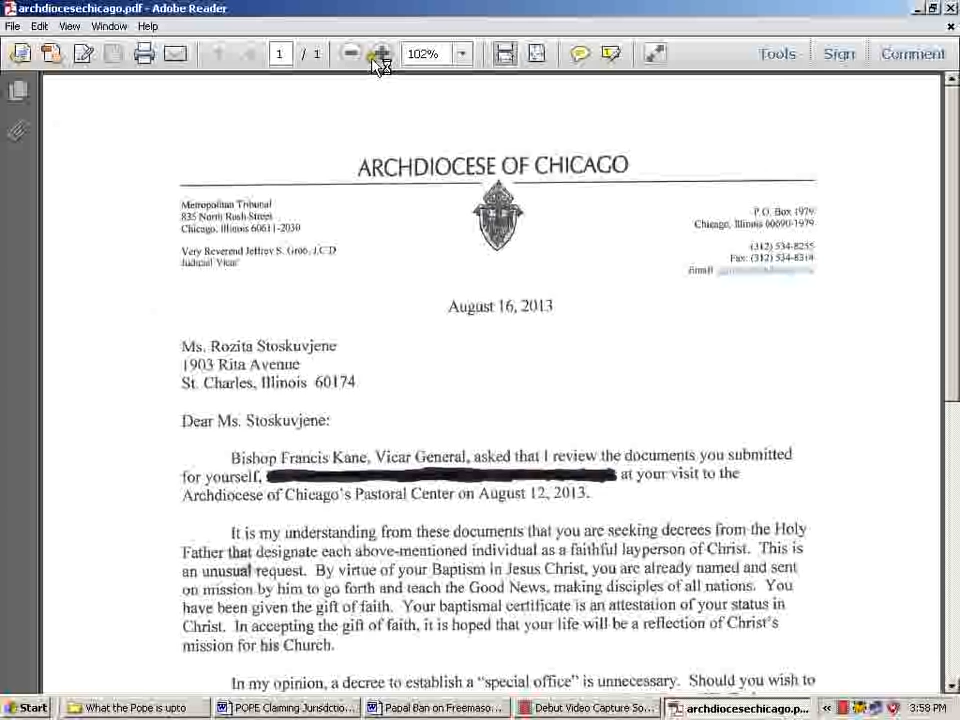 archdiocesechicago.pdf - Adobe Reader
File Edit View Window Help
1 / 1 102% Tools Sign Comment
ARCHDIOCESE OF CHICAGO
Metropolitan Tribunal
835 North Rush Street
Chicago, Illinois 60611-2030
Very Reverend Jeffrey S. Grob, J.C.D.
Judicial Vicar
P.O. Box 1979
Chicago, Illinois 60690-1979
(312) 534-8255
Fax: (312) 534-8314
Email
August 16, 2013
Ms. Rozita Stoskuvjene
1903 Rita Avenue
St. Charles, Illinois 60174
Dear Ms. Stoskuvjene:
Bishop Francis Kane, Vicar General, asked that I review the documents you submitted
for yourself, at your visit to the
Archdiocese of Chicago's Pastoral Center on August 12, 2013.
It is my understanding from these documents that you are seeking decrees from the Holy
Father that designate each above-mentioned individual as a faithful layperson of Christ. This is
an unusual request. By virtue of your Baptism in Jesus Christ, you are already named and sent
on mission by him to go forth and teach the Good News, making disciples of all nations. You
have been given the gift of faith. Your baptismal certificate is an attestation of your status in
Christ. In accepting the gift of faith, it is hoped that your life will be a reflection of Christ's
mission for his Church.
In my opinion, a decree to establish a "special office" is unnecessary. Should you wish to
Start What the Pope is upto POPE Claiming Jurisdictio... Papal Ban on Freemaso... Debut Video Capture So... archdiocesechicago.p... « 3:58 PM